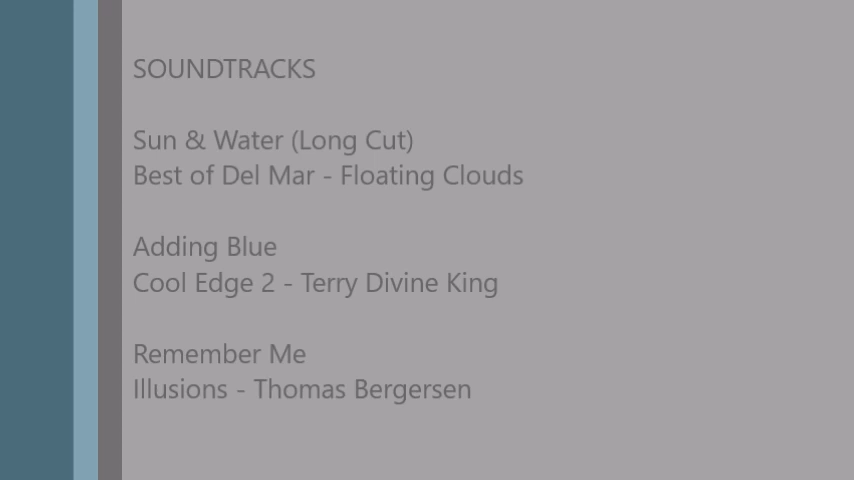 SOUNDTRACKS
Sun & Water (Long Cut)
Best of Del Mar - Floating Clouds
Adding Blue
Cool Edge 2 - Terry Divine King
Remember Me
Illusions - Thomas Bergersen